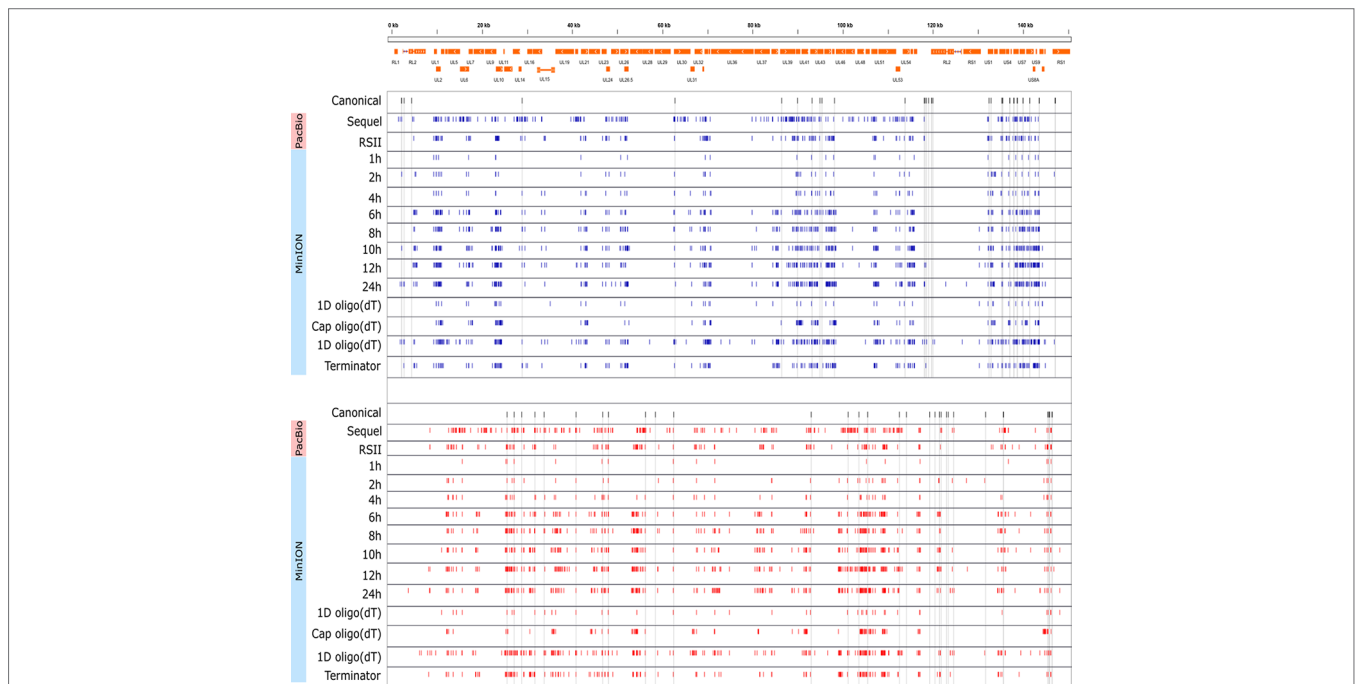 0 kb 20 kb 40 kb 60 kb 80 kb 100 kb 120 kb 140 kb
RL1 RL2 UL1 UL5 UL7 UL9 UL11 UL16 UL19 UL21 UL23 UL26 UL28 UL29 UL30 UL32 UL36 UL37 UL39 UL41 UL43 UL46 UL48 UL51 UL54 RL2 RS1 US1 US4 US7 US9 RS1
UL2 UL6 UL10 UL14 UL15 UL24 UL26.5 UL31 UL53 US8A
Canonical
PacBio
Sequel
RSII
MinION
1h
2h
4h
6h
8h
10h
12h
24h
1D oligo(dT)
Cap oligo(dT)
1D oligo(dT)
Terminator
Canonical
PacBio
Sequel
RSII
MinION
1h
2h
4h
6h
8h
10h
12h
24h
1D oligo(dT)
Cap oligo(dT)
1D oligo(dT)
Terminator